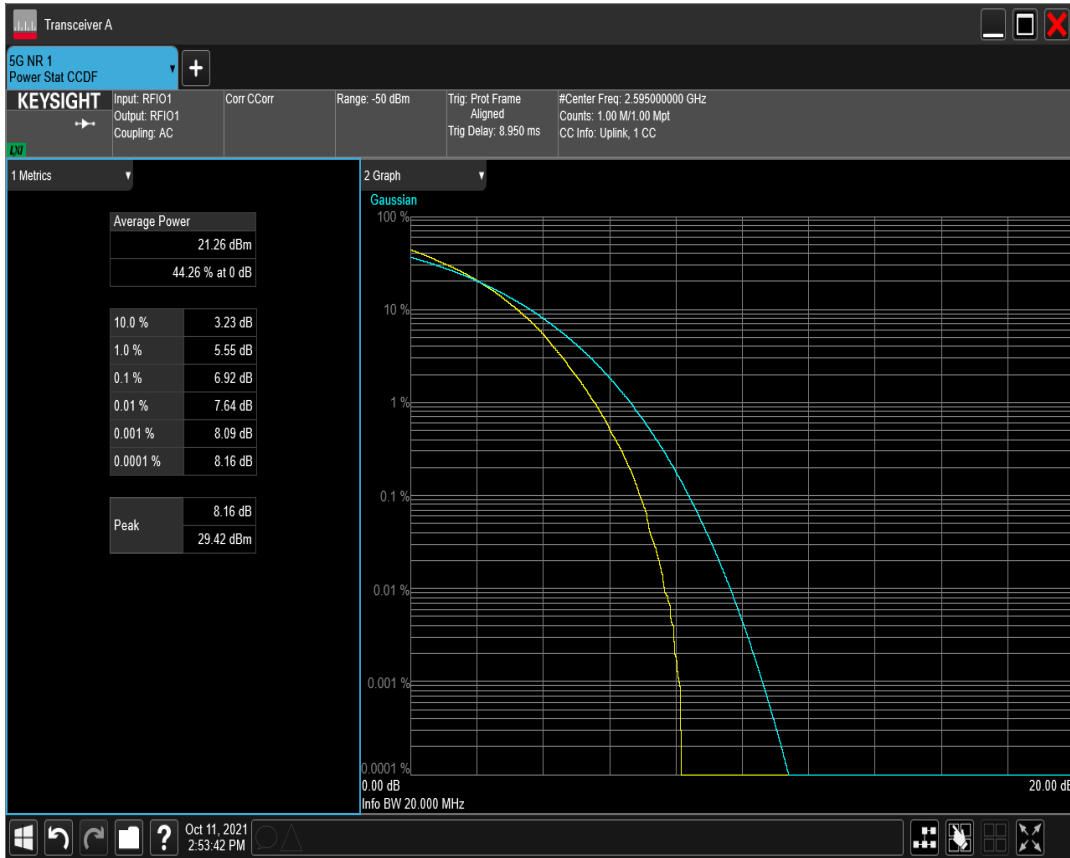 Transceiver A
5G NR 1
Power Stat CCDF
KEYSIGHT
LXI
Input: RFIO1
Output: RFIO1
Coupling: AC
Corr CCorr
Range: -50 dBm
Trig: Prot Frame
Aligned
Trig Delay: 8.950 ms
#Center Freq: 2.595000000 GHz
Counts: 1.00 M/1.00 Mpt
CC Info: Uplink, 1 CC
1 Metrics
Average Power
21.26 dBm
44.26 % at 0 dB
10.0 % 3.23 dB
1.0 % 5.55 dB
0.1 % 6.92 dB
0.01 % 7.64 dB
0.001 % 8.09 dB
0.0001 % 8.16 dB
Peak
8.16 dB
29.42 dBm
2 Graph
Gaussian
100 %
10 %
1 %
0.1 %
0.01 %
0.001 %
0.0001 %
0.00 dB
20.00 dB
Info BW 20.000 MHz
?
Oct 11, 2021
2:53:42 PM